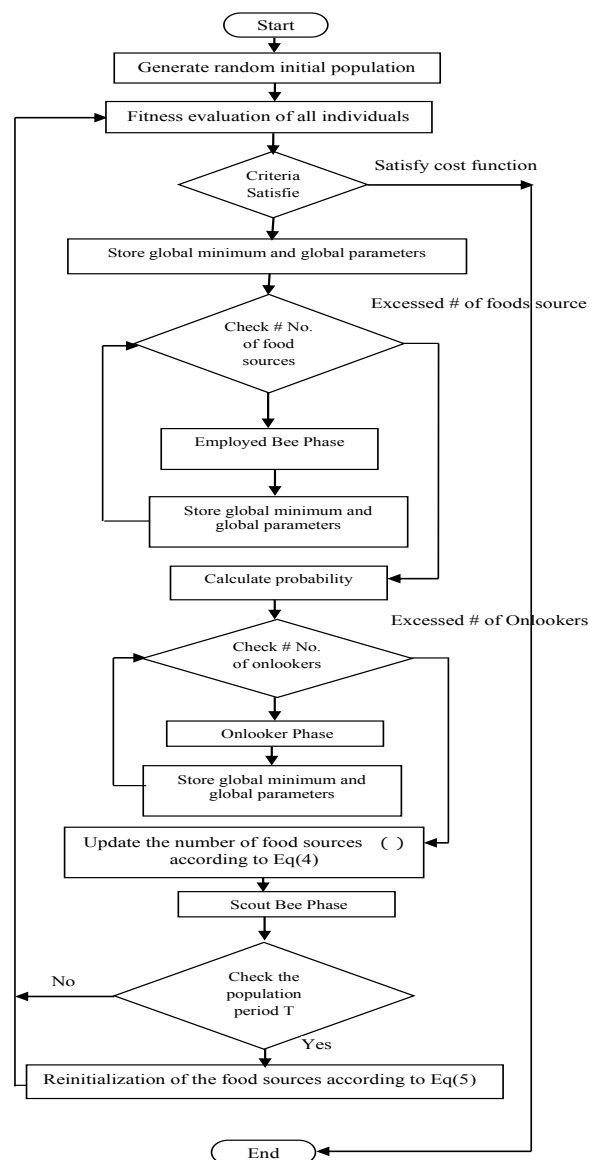 Start
Generate random initial population
Fitness evaluation of all individuals
Satisfy cost function
Criteria
Satisfie
Store global minimum and global parameters
Excessed # of foods source
Check # No.
of food
sources
Employed Bee Phase
Store global minimum and
global parameters
Calculate probability
Excessed # of Onlookers
Check # No.
of onlookers
Onlooker Phase
Store global minimum and
global parameters
Update the number of food sources ( )
according to Eq(4)
Scout Bee Phase
No
Check the
population
period T
Yes
Reinitialization of the food sources according to Eq(5)
End